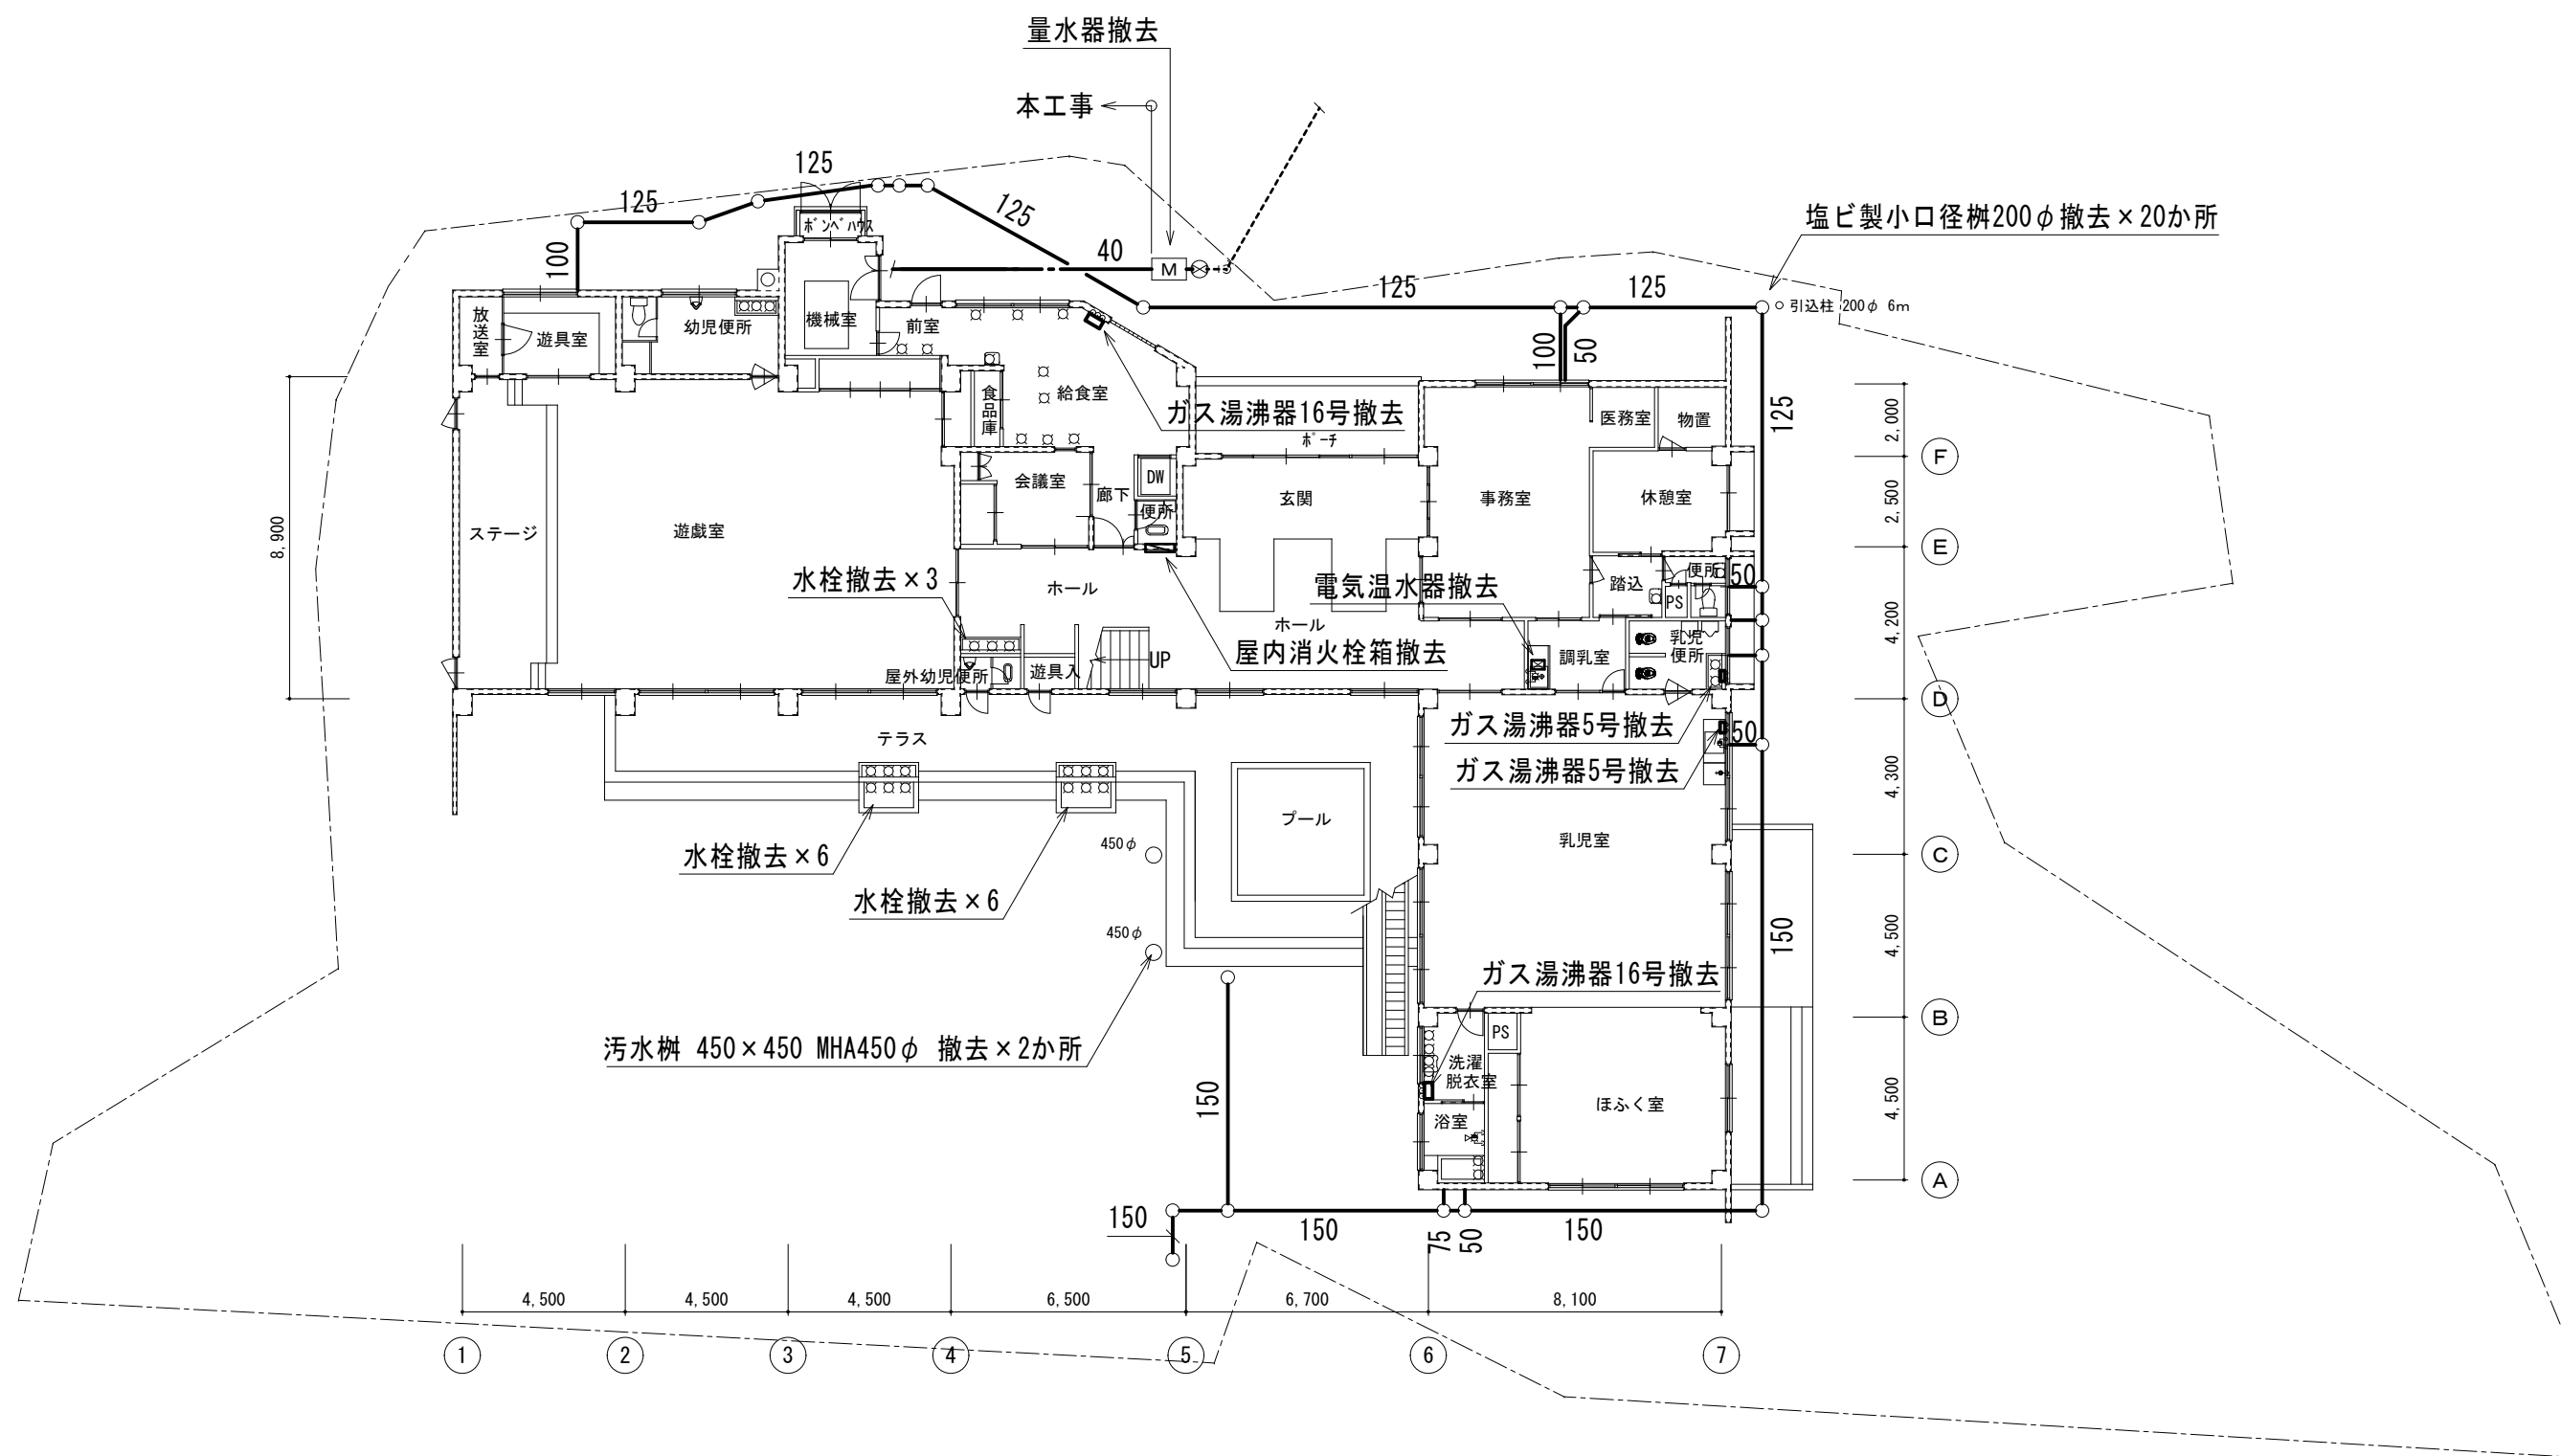 量水器撤去
本工事
125
125
125
塩ビ製小口径桝200φ撤去×20か所
100
ボンベハウス
40
M
125
125
引込柱 200φ 6m
放送室
遊具室
幼児便所
機械室
前室
100
50
食品庫
給食室
ガス湯沸器16号撤去
ポーチ
医務室
物置
125
2,000
F
会議室
廊下
DW
便所
玄関
事務室
休憩室
2,500
8,900
ステージ
遊戯室
E
水栓撤去×3
ホール
電気温水器撤去
踏込
便所
50
PS
4,200
ホール
屋内消火栓箱撤去
UP
屋外幼児便所
遊具入
調乳室
乳児
便所
D
テラス
ガス湯沸器5号撤去
50
ガス湯沸器5号撤去
4,300
プール
乳児室
水栓撤去×6
450φ
C
水栓撤去×6
450φ
150
4,500
ガス湯沸器16号撤去
B
汚水桝 450×450 MHA450φ 撤去×2か所
PS
洗濯
脱衣室
150
浴室
ほふく室
4,500
A
150
150
75
50
150
4,500
4,500
4,500
6,500
6,700
8,100
1
2
3
4
5
6
7